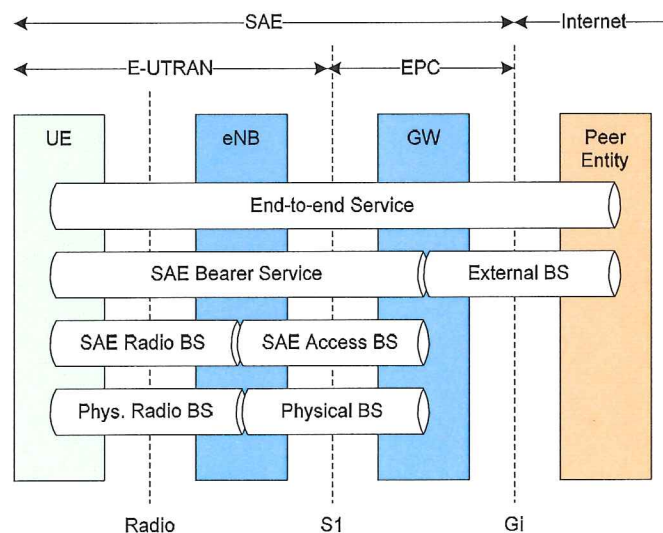 SAE
Internet
E-UTRAN
EPC
UE
eNB
GW
Peer
Entity
End-to-end Service
SAE Bearer Service
External BS
SAE Radio BS
SAE Access BS
Phys. Radio BS
Physical BS
Radio
S1
Gi